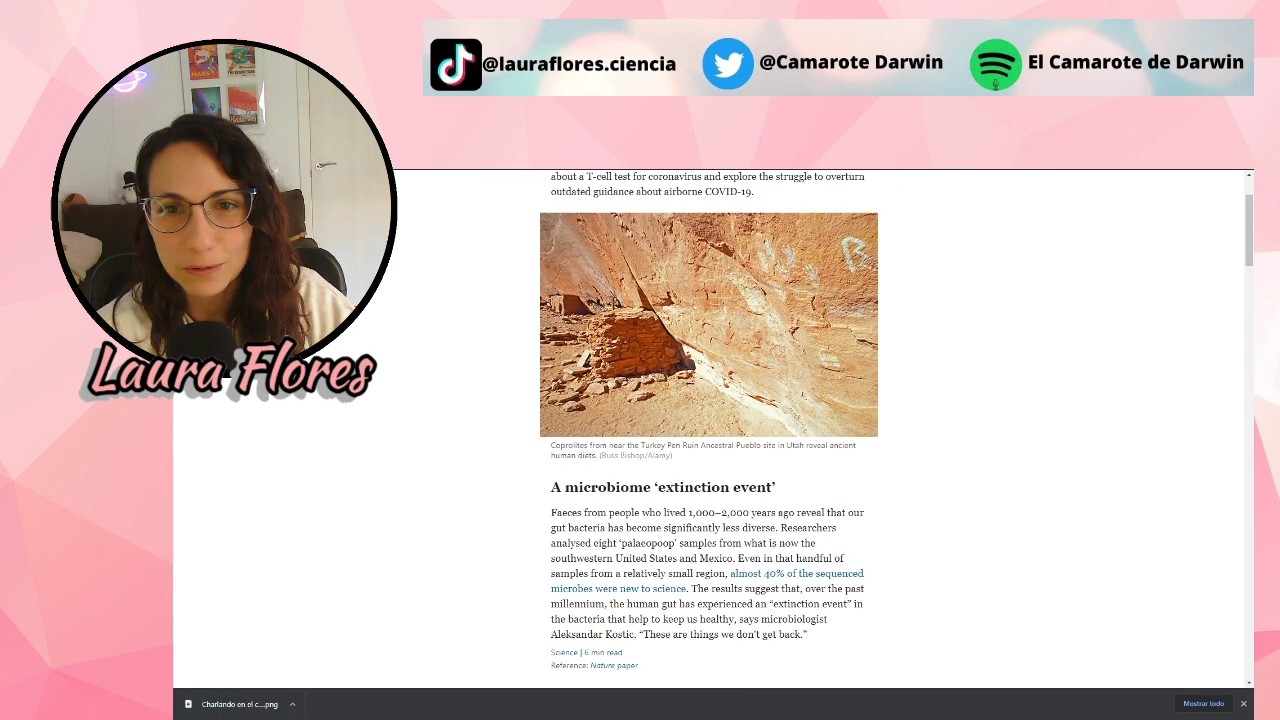 @lauraflores.ciencia
@Camarote Darwin
El Camarote de Darwin
Laura Flores
about a T-cell test for coronavirus and explore the struggle to overturn
outdated guidance about airborne COVID-19.
Coprolites from near the Turkey Pen Ruin Ancestral Pueblo site in Utah reveal ancient
human diets. (Russ Bishop/Alamy)
A microbiome ‘extinction event’
Faeces from people who lived 1,000–2,000 years ago reveal that our
gut bacteria has become significantly less diverse. Researchers
analysed eight ‘palaeopoop’ samples from what is now the
southwestern United States and Mexico. Even in that handful of
samples from a relatively small region, almost 40% of the sequenced
microbes were new to science. The results suggest that, over the past
millennium, the human gut has experienced an “extinction event” in
the bacteria that help to keep us healthy, says microbiologist
Aleksandar Kostic. “These are things we don’t get back.”
Science | 6 min read
Reference: Nature paper
Charlando en el c....png
Mostrar todo